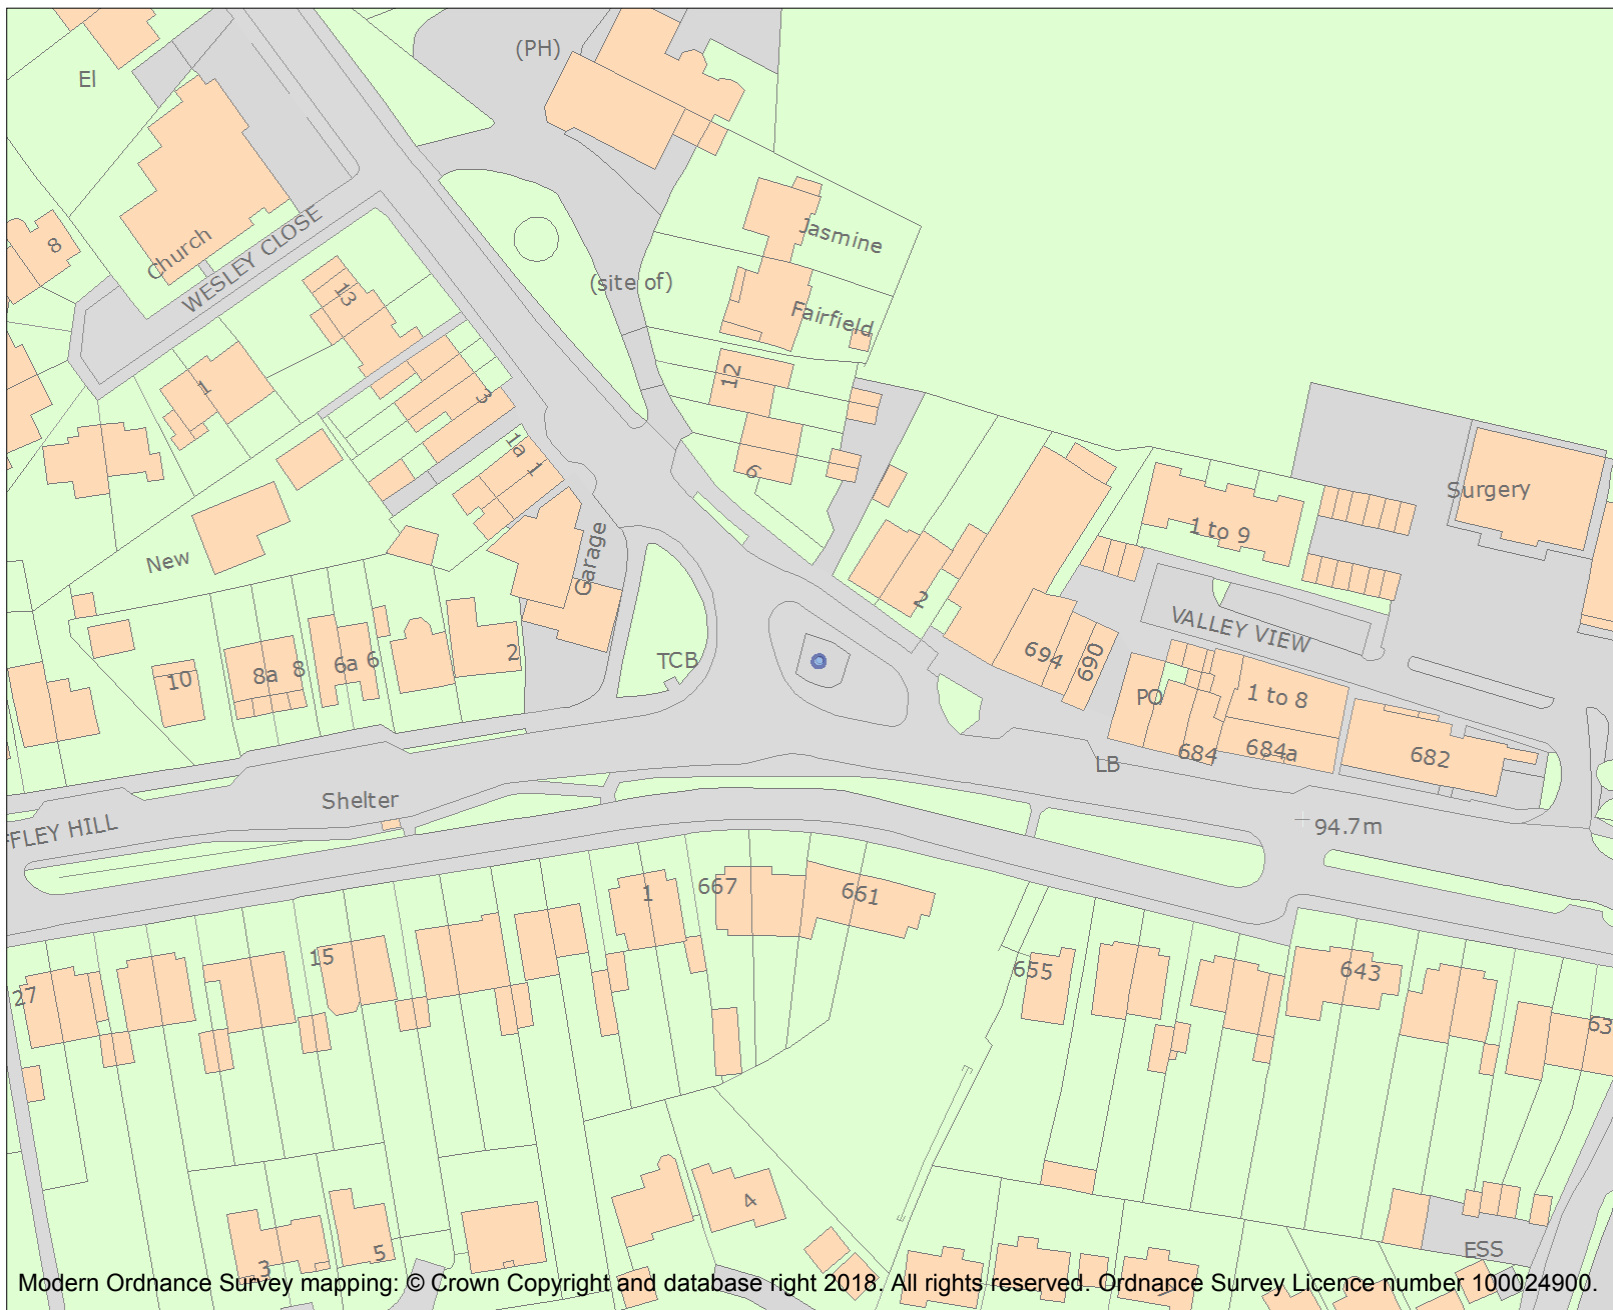 (PH)
El
Church
WESLEY CLOSE
8
13
(site of)
Jasmine
Fairfield
12
1
3
1a 1
6
Surgery
1 to 9
New
Garage
2
VALLEY VIEW
694
690
TCB
2
10
8a 8
6a 6
PO
1 to 8
684
684a
682
LB
Shelter
94.7m
FFLEY HILL
1
667
661
15
27
655
643
63
4
3
5
ESS
Modern Ordnance Survey mapping: © Crown Copyright and database right 2018. All rights reserved. Ordnance Survey Licence number 100024900.